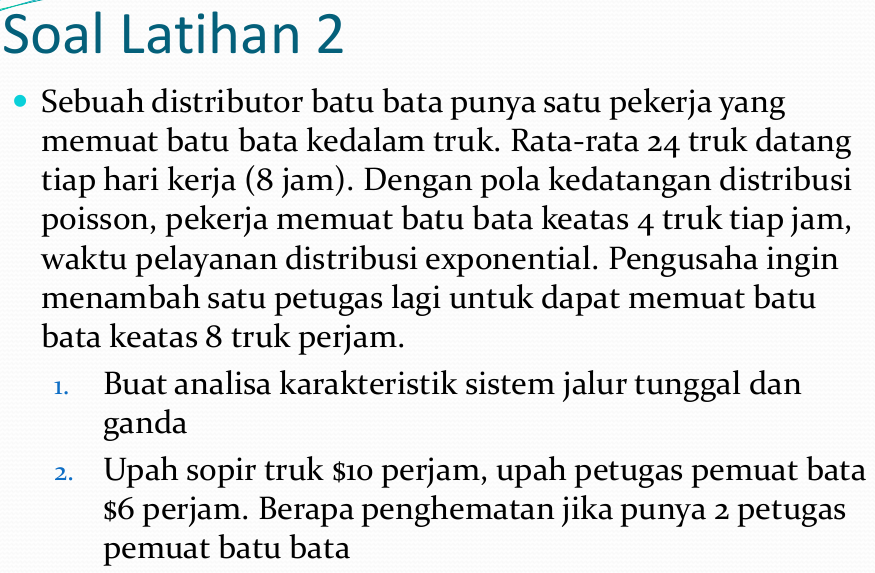 Soal Latihan 2
• Sebuah distributor batu bata punya satu pekerja yang
memuat batu bata kedalam truk. Rata-rata 24 truk datang
tiap hari kerja (8 jam). Dengan pola kedatangan distribusi
poisson, pekerja memuat batu bata keatas 4 truk tiap jam,
waktu pelayanan distribusi exponential. Pengusaha ingin
menambah satu petugas lagi untuk dapat memuat batu
bata keatas 8 truk perjam.
1. Buat analisa karakteristik sistem jalur tunggal dan
ganda
2. Upah sopir truk $10 perjam, upah petugas pemuat bata
$6 perjam. Berapa penghematan jika punya 2 petugas
pemuat batu bata